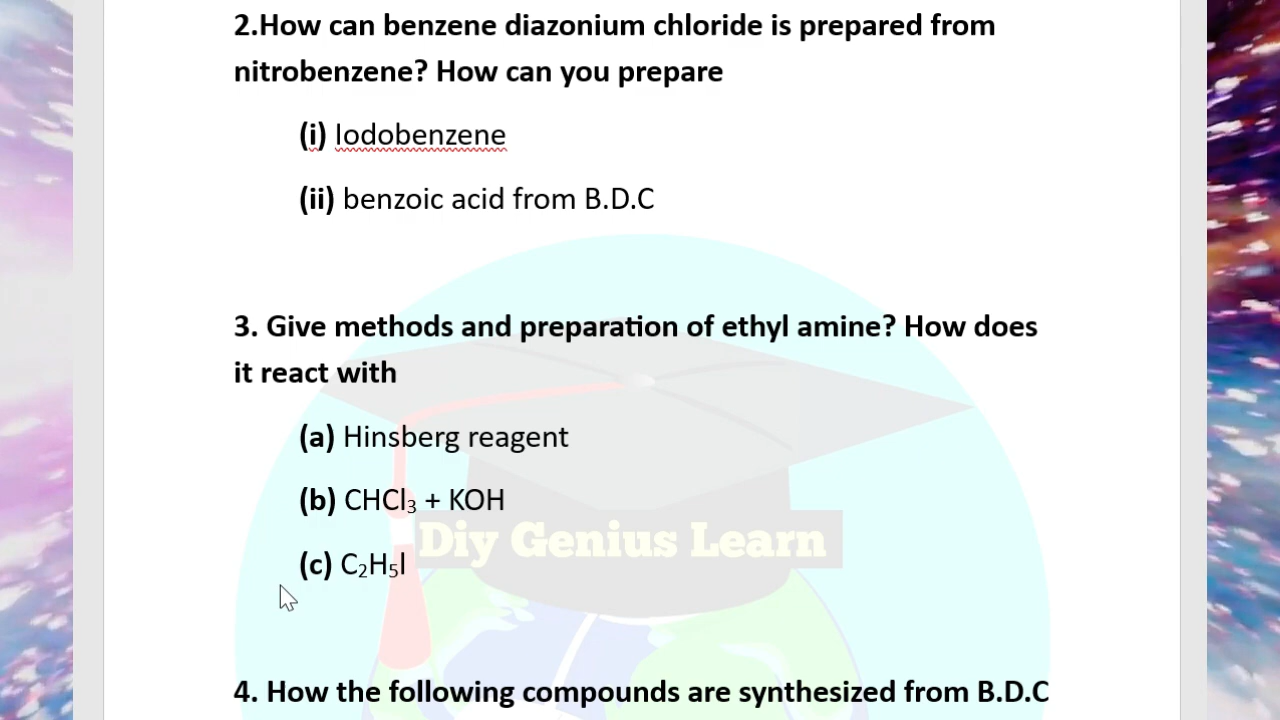 2.How can benzene diazonium chloride is prepared from
nitrobenzene? How can you prepare
(i) Iodobenzene
(ii) benzoic acid from B.D.C
3. Give methods and preparation of ethyl amine? How does
it react with
(a) Hinsberg reagent
(b) CHCl₃ + KOH
(c) C₂H₅I
Diy Genius Learn
4. How the following compounds are synthesized from B.D.C